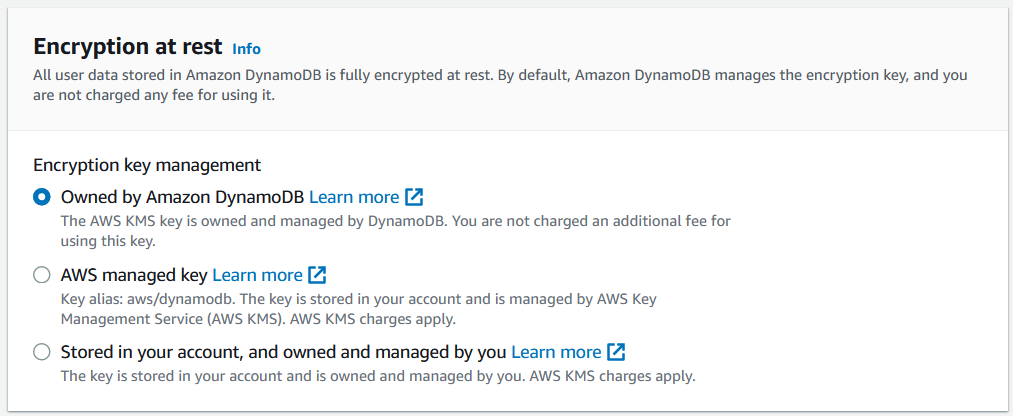 Encryption at rest Info
All user data stored in Amazon DynamoDB is fully encrypted at rest. By default, Amazon DynamoDB manages the encryption key, and you
are not charged any fee for using it.
Encryption key management
Owned by Amazon DynamoDB Learn more
The AWS KMS key is owned and managed by DynamoDB. You are not charged an additional fee for
using this key.
AWS managed key Learn more
Key alias: aws/dynamodb. The key is stored in your account and is managed by AWS Key
Management Service (AWS KMS). AWS KMS charges apply.
Stored in your account, and owned and managed by you Learn more
The key is stored in your account and is owned and managed by you. AWS KMS charges apply.